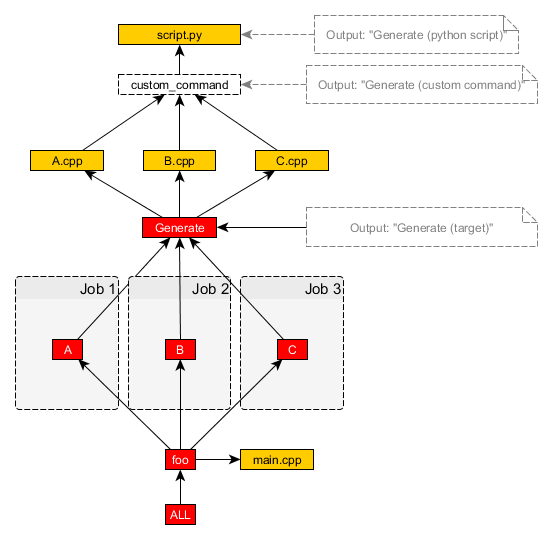 script.py
Output: "Generate (python script)"
custom_command
Output: "Generate (custom command)"
A.cpp
B.cpp
C.cpp
Generate
Output: "Generate (target)"
Job 1
Job 2
Job 3
A
B
C
foo
main.cpp
ALL